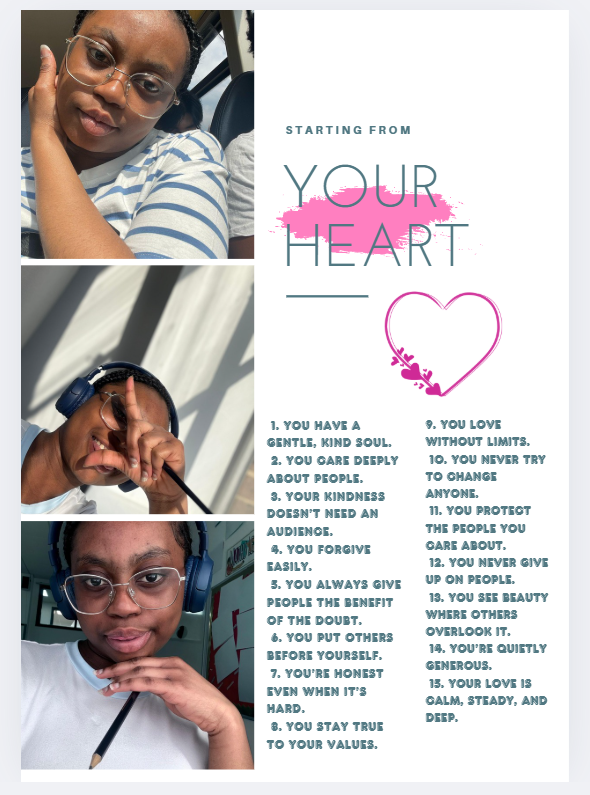 STARTING FROM
YOUR
HEART
1. YOU HAVE A
GENTLE, KIND SOUL.
2. YOU CARE DEEPLY
ABOUT PEOPLE.
3. YOUR KINDNESS
DOESN'T NEED AN
AUDIENCE.
4. YOU FORGIVE
EASILY.
5. YOU ALWAYS GIVE
PEOPLE THE BENEFIT
OF THE DOUBT.
6. YOU PUT OTHERS
BEFORE YOURSELF.
7. YOU'RE HONEST
EVEN WHEN IT'S
HARD.
8. YOU STAY TRUE
TO YOUR VALUES.
9. YOU LOVE
WITHOUT LIMITS.
10. YOU NEVER TRY
TO CHANGE
ANYONE.
11. YOU PROTECT
THE PEOPLE YOU
CARE ABOUT.
12. YOU NEVER GIVE
UP ON PEOPLE.
13. YOU SEE BEAUTY
WHERE OTHERS
OVERLOOK IT.
14. YOU'RE QUIETLY
GENEROUS.
15. YOUR LOVE IS
CALM, STEADY, AND
DEEP.